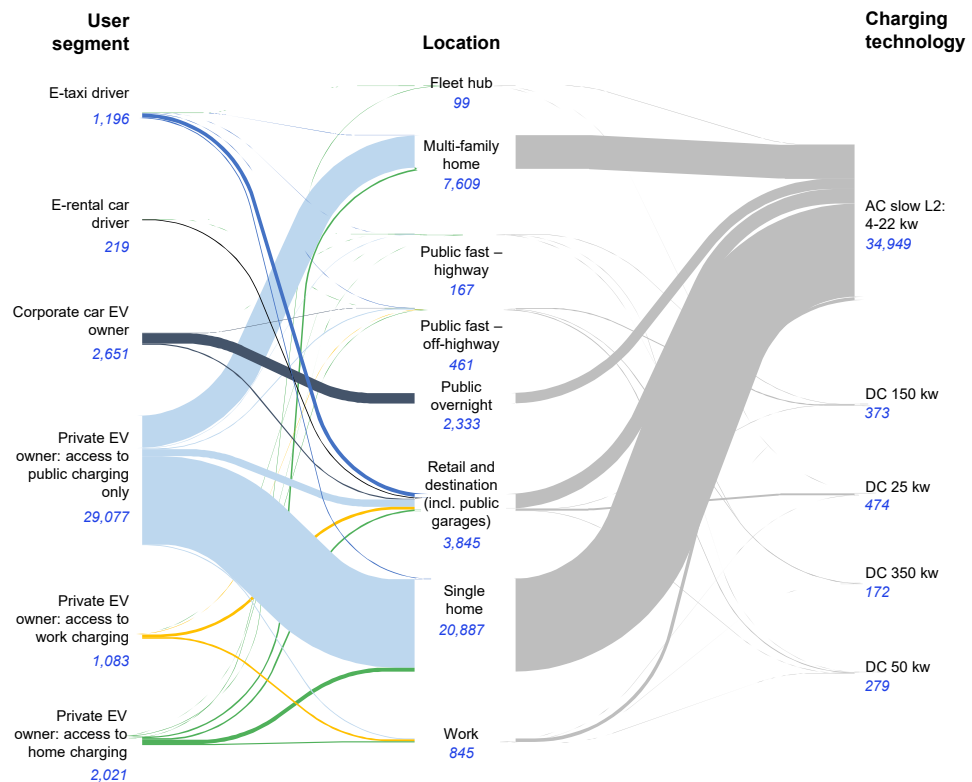 User
segment
E-taxi driver
1,196
E-rental car
driver
219
Corporate car EV
owner
2,651
Private EV
owner: access to
public charging
only
29,077
Private EV
owner: access to
work charging
1,083
Private EV
owner: access to
home charging
2,021
Location
Fleet hub
99
Multi-family
home
7,609
Public fast –
highway
167
Public fast –
off-highway
461
Public
overnight
2,333
Retail and
destination
(incl. public
garages)
3,845
Single
home
20,887
Work
845
Charging
technology
AC slow L2:
4-22 kw
34,949
DC 150 kw
373
DC 25 kw
474
DC 350 kw
172
DC 50 kw
279